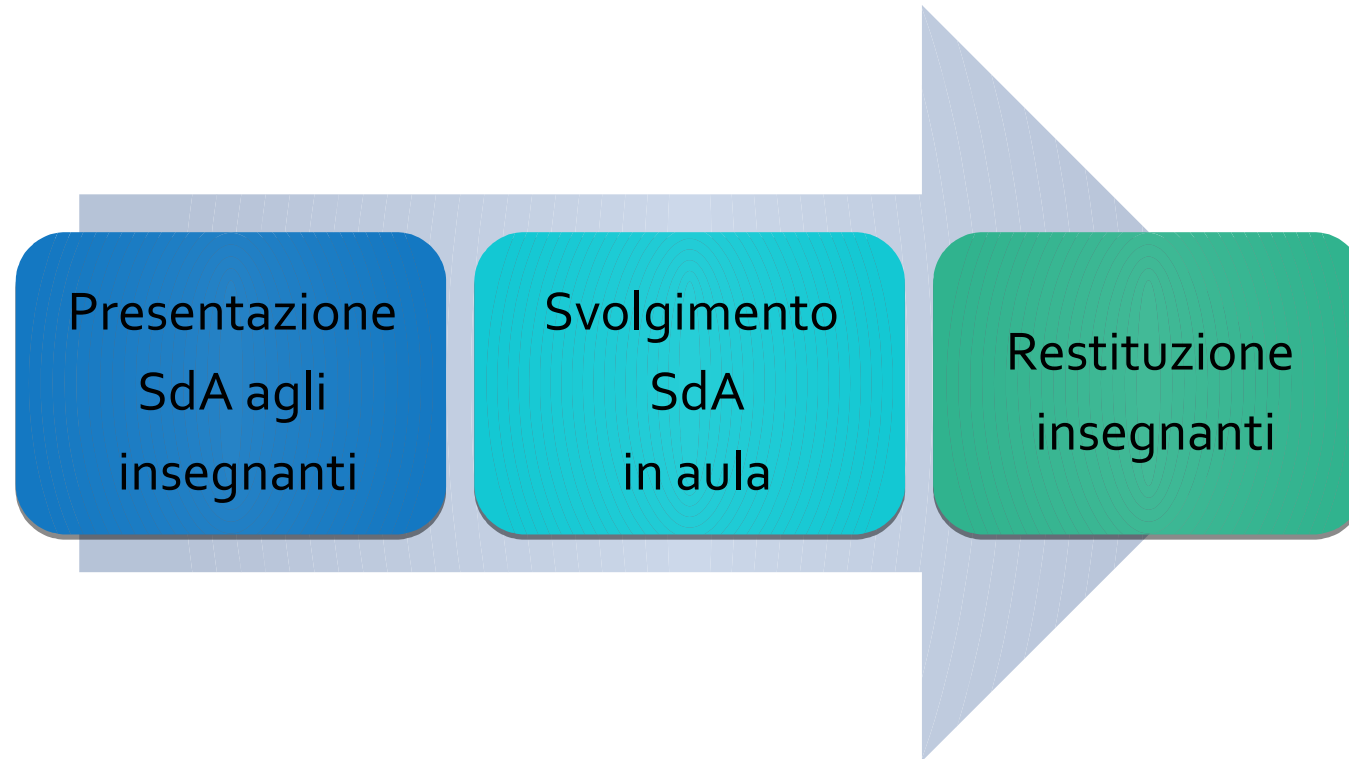 Presentazione
SdA agli
insegnanti
Svolgimento
SdA
in aula
Restituzione
insegnanti